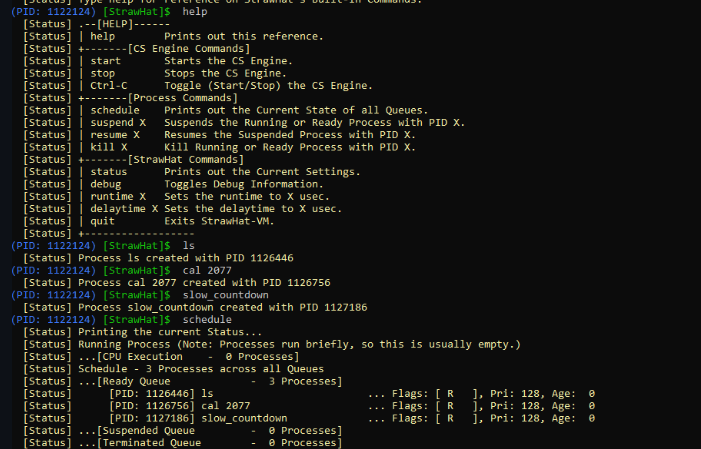 [Status] Type help for reference on StrawHat's Built-in Commands.
(PID: 1122124) [StrawHat]$ help
[Status] .--[HELP]------
[Status] | help       Prints out this reference.
[Status] +-------[CS Engine Commands]
[Status] | start      Starts the CS Engine.
[Status] | stop       Stops the CS Engine.
[Status] | Ctrl-C     Toggle (Start/Stop) the CS Engine.
[Status] +-------[Process Commands]
[Status] | schedule   Prints out the Current State of all Queues.
[Status] | suspend X  Suspends the Running or Ready Process with PID X.
[Status] | resume X   Resumes the Suspended Process with PID X.
[Status] | kill X     Kill Running or Ready Process with PID X.
[Status] +-------[StrawHat Commands]
[Status] | status     Prints Out the Current Settings.
[Status] | debug      Toggles Debug Information.
[Status] | runtime X  Sets the runtime to X usec.
[Status] | delaytime X Sets the delaytime to X usec.
[Status] | quit       Exits StrawHat-VM.
[Status] +------------------
(PID: 1122124) [StrawHat]$ ls
[Status] Process ls created with PID 1126446
(PID: 1122124) [StrawHat]$ cal 2077
[Status] Process cal 2077 created with PID 1126756
(PID: 1122124) [StrawHat]$ slow_countdown
[Status] Process slow_countdown created with PID 1127186
(PID: 1122124) [StrawHat]$ schedule
[Status] Printing the current Status...
[Status] Running Process (Note: Processes run briefly, so this is usually empty.)
[Status] ...[CPU Execution    -  0 Processes]
[Status] Schedule - 3 Processes across all Queues
[Status] ...[Ready Queue             -  3 Processes]
[Status]     [PID: 1126446] ls                         ... Flags: [ R   ], Pri: 128, Age:  0
[Status]     [PID: 1126756] cal 2077                   ... Flags: [ R   ], Pri: 128, Age:  0
[Status]     [PID: 1127186] slow_countdown             ... Flags: [ R   ], Pri: 128, Age:  0
[Status] ...[Suspended Queue         -  0 Processes]
[Status] ...[Terminated Queue        -  0 Processes]